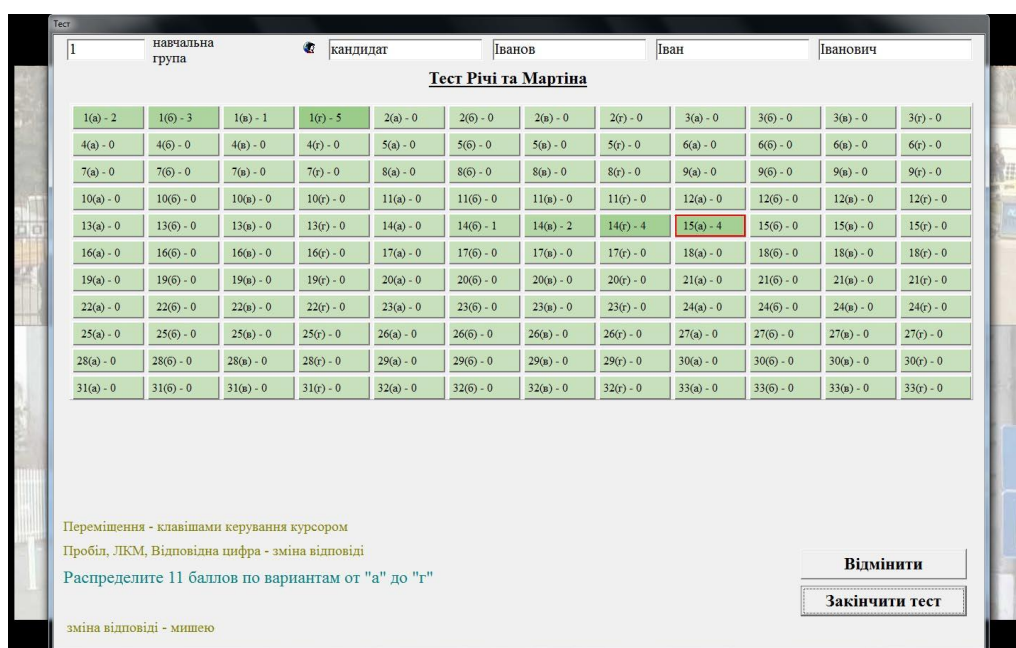 Тест
1 навчальна група кандидат Іванов Іван Іванович
Тест Річі та Мартіна
1(а) - 2 1(б) - 3 1(в) - 1 1(г) - 5 2(а) - 0 2(б) - 0 2(в) - 0 2(г) - 0 3(а) - 0 3(б) - 0 3(в) - 0 3(г) - 0
4(а) - 0 4(б) - 0 4(в) - 0 4(г) - 0 5(а) - 0 5(б) - 0 5(в) - 0 5(г) - 0 6(а) - 0 6(б) - 0 6(в) - 0 6(г) - 0
7(а) - 0 7(б) - 0 7(в) - 0 7(г) - 0 8(а) - 0 8(б) - 0 8(в) - 0 8(г) - 0 9(а) - 0 9(б) - 0 9(в) - 0 9(г) - 0
10(а) - 0 10(б) - 0 10(в) - 0 10(г) - 0 11(а) - 0 11(б) - 0 11(в) - 0 11(г) - 0 12(а) - 0 12(б) - 0 12(в) - 0 12(г) - 0
13(а) - 0 13(б) - 0 13(в) - 0 13(г) - 0 14(а) - 0 14(б) - 1 14(в) - 2 14(г) - 4 15(а) - 4 15(б) - 0 15(в) - 0 15(г) - 0
16(а) - 0 16(б) - 0 16(в) - 0 16(г) - 0 17(а) - 0 17(б) - 0 17(в) - 0 17(г) - 0 18(а) - 0 18(б) - 0 18(в) - 0 18(г) - 0
19(а) - 0 19(б) - 0 19(в) - 0 19(г) - 0 20(а) - 0 20(б) - 0 20(в) - 0 20(г) - 0 21(а) - 0 21(б) - 0 21(в) - 0 21(г) - 0
22(а) - 0 22(б) - 0 22(в) - 0 22(г) - 0 23(а) - 0 23(б) - 0 23(в) - 0 23(г) - 0 24(а) - 0 24(б) - 0 24(в) - 0 24(г) - 0
25(а) - 0 25(б) - 0 25(в) - 0 25(г) - 0 26(а) - 0 26(б) - 0 26(в) - 0 26(г) - 0 27(а) - 0 27(б) - 0 27(в) - 0 27(г) - 0
28(а) - 0 28(б) - 0 28(в) - 0 28(г) - 0 29(а) - 0 29(б) - 0 29(в) - 0 29(г) - 0 30(а) - 0 30(б) - 0 30(в) - 0 30(г) - 0
31(а) - 0 31(б) - 0 31(в) - 0 31(г) - 0 32(а) - 0 32(б) - 0 32(в) - 0 32(г) - 0 33(а) - 0 33(б) - 0 33(в) - 0 33(г) - 0
Переміщення - клавішами керування курсором
Пробіл, ЛКМ, Відповідна цифра - зміна відповіді
Распределите 11 баллов по вариантам от "а" до "г"
Відмінити
Закінчити тест
зміна відповіді - мишею